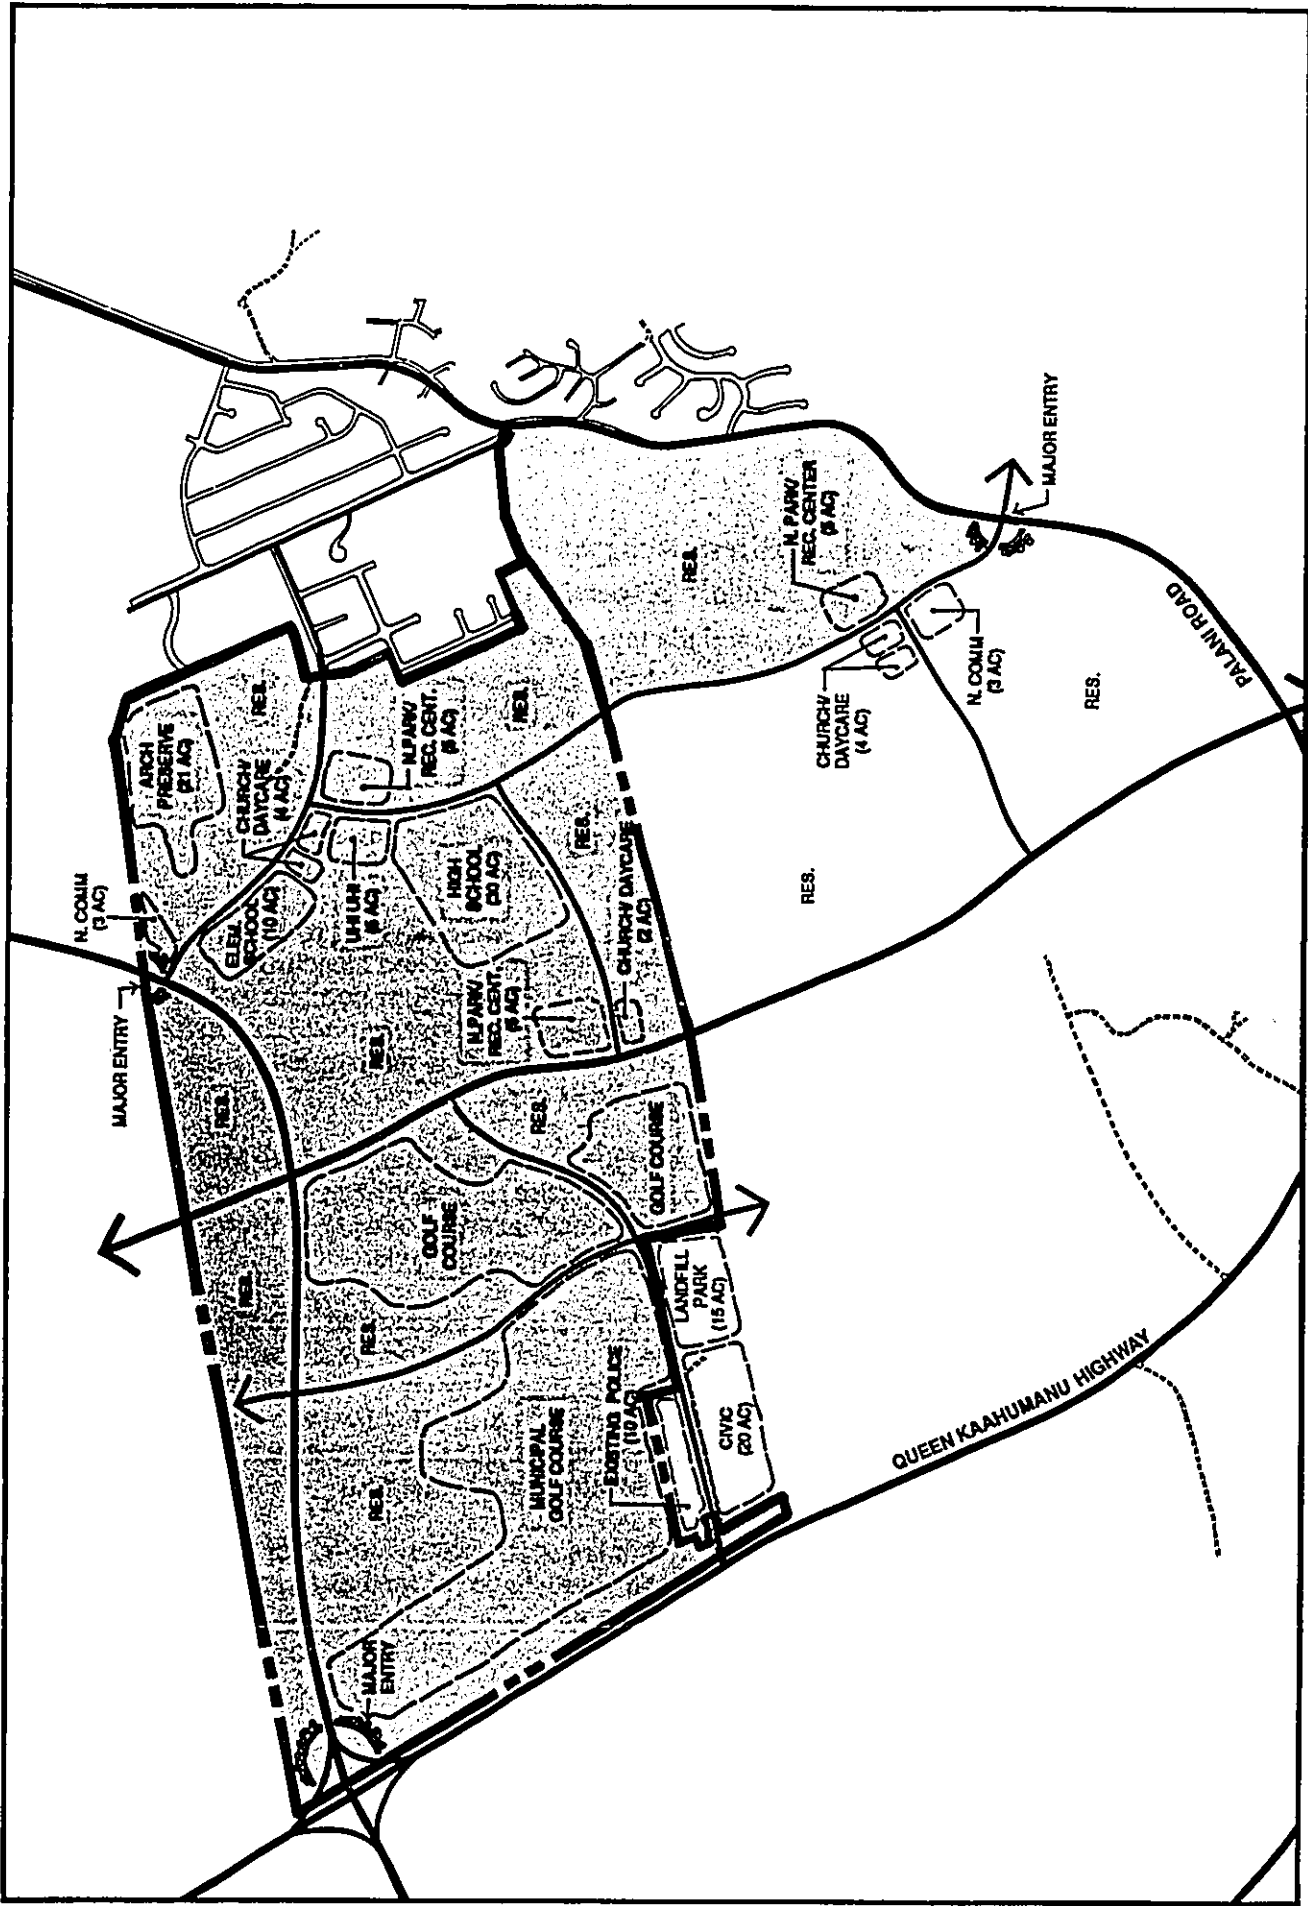 N. COMM
(3 AC)
MAJOR ENTRY
ARCH
PRESERVE
(21 AC)
RES.
CHURCH/
DAYCARE
(4 AC)
ELEM.
SCHOOL
(10 AC)
N.PARK/
REC. CENT.
(5 AC)
UHI UHI
(5 AC)
HIGH
SCHOOL
(30 AC)
RES.
RES.
CHURCH/ DAYCARE
(2 AC)
N.PARK/
REC. CENT.
(5 AC)
RES.
RES.
RES.
RES.
RES.
GOLF
COURSE
GOLF COURSE
RES.
MUNICIPAL
GOLF COURSE
EXISTING POLICE
(10 AC)
LANDFILL
PARK
(15 AC)
CIVIC
(20 AC)
MAJOR
ENTRY
RES.
N. PARK/
REC. CENTER
(5 AC)
MAJOR ENTRY
CHURCH/
DAYCARE
(4 AC)
N. COMM
(3 AC)
RES.
RES.
PALANI ROAD
QUEEN KAAHUMANU HIGHWAY